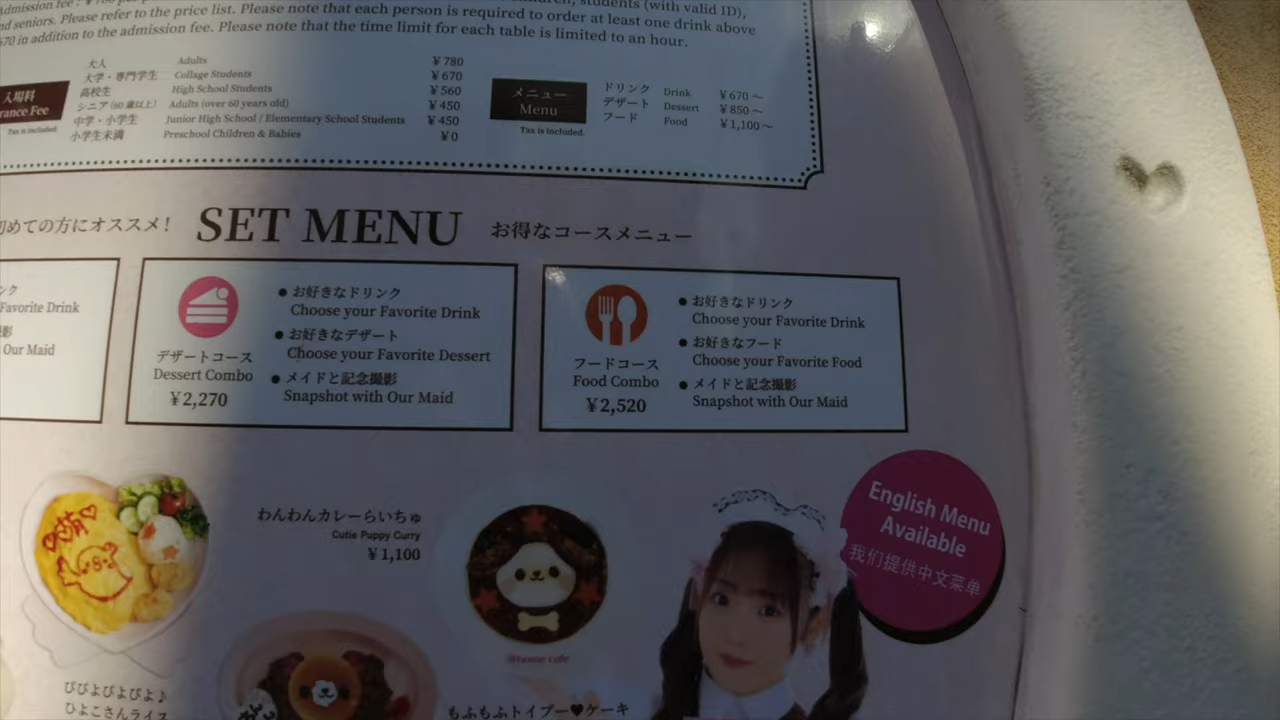 students (with valid ID),
seniors. Please refer to the price list. Please note that each person is required to order at least one drink above
in addition to the admission fee. Please note that the time limit for each table is limited to an hour.
入場料
rance Fee
Tax is included.
大人 Adults ¥780
大学・専門学生 Collage Students ¥670
高校生 High School Students ¥560
シニア (60歳以上) Adults (over 60 years old) ¥450
中学・小学生 Junior High School / Elementary School Students ¥450
小学生未満 Preschool Children & Babies ¥0
メニュー
Menu
Tax is included.
ドリンク Drink ¥670～
デザート Dessert ¥850～
フード Food ¥1,100～
初めての方にオススメ!
SET MENU
お得なコースメニュー
Favorite Drink
影
Our Maid
デザートコース
Dessert Combo
¥2,270
● お好きなドリンク
Choose your Favorite Drink
● お好きなデザート
Choose your Favorite Dessert
● メイドと記念撮影
Snapshot with Our Maid
フードコース
Food Combo
¥2,520
● お好きなドリンク
Choose your Favorite Drink
● お好きなフード
Choose your Favorite Food
● メイドと記念撮影
Snapshot with Our Maid
English Menu
Available
我们提供中文菜单
萌
わんわんカレーらいちゅ
Cutie Puppy Curry
¥1,100
@home cafe
ぴぴよぴよぴよ♪
ひよこさんライス
もふもふトイプー♥ケーキ